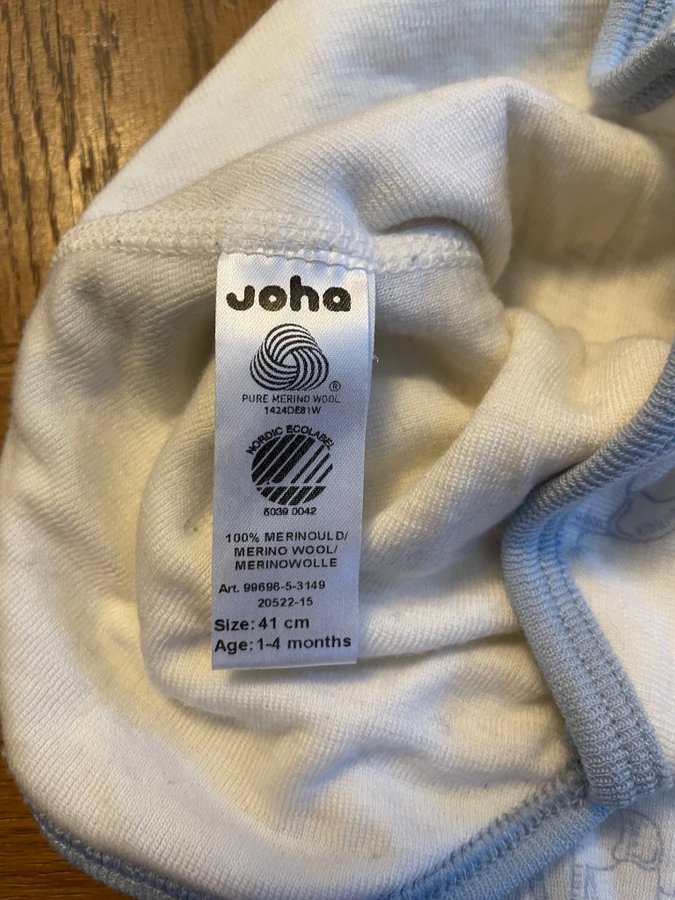 Joha
®
PURE MERINO WOOL
1424DE81W
NORDIC ECOLABEL
5039 0042
100% MERINOULD/
MERINO WOOL/
MERINOWOLLE
Art. 99696-5-3149
20522-15
Size: 41 cm
Age: 1-4 months